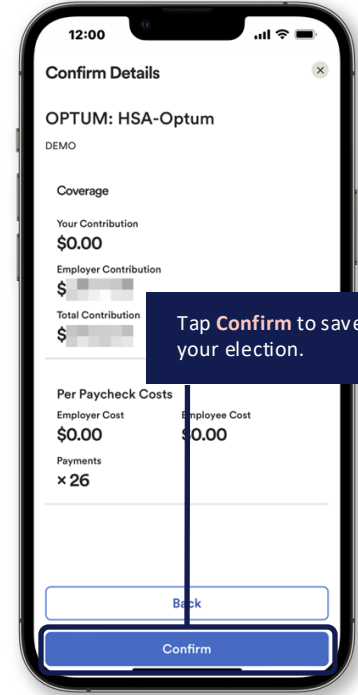 12:00
Confirm Details
OPTUM: HSA-Optum
DEMO
Coverage
Your Contribution
$0.00
Employer Contribution
$
Total Contribution
$
Tap Confirm to save
your election.
Per Paycheck Costs
Employer Cost
Employee Cost
$0.00
$0.00
Payments
× 26
Back
Confirm